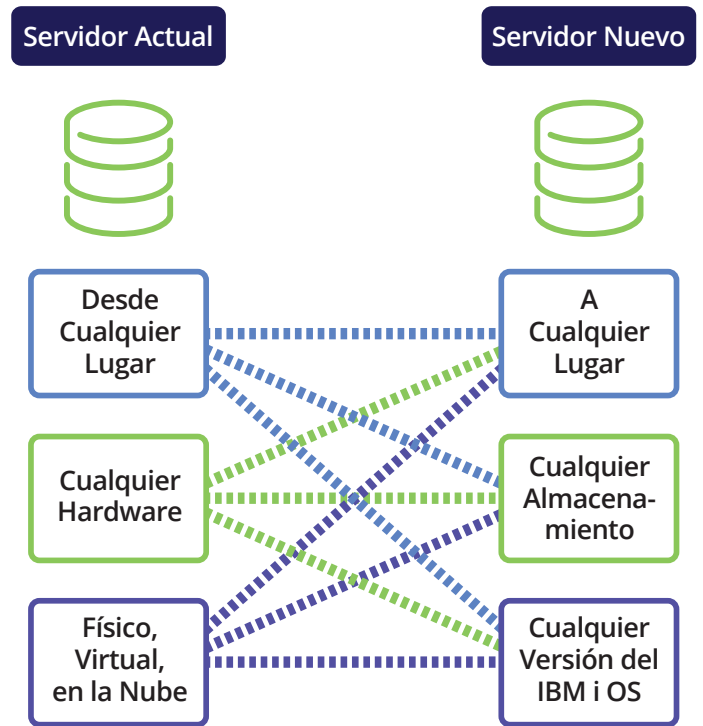 Servidor Actual
Servidor Nuevo
Desde
Cualquier
Lugar
A
Cualquier
Lugar
Cualquier
Hardware
Cualquier
Almacena-
miento
Físico,
Virtual,
en la Nube
Cualquier
Versión del
IBM i OS